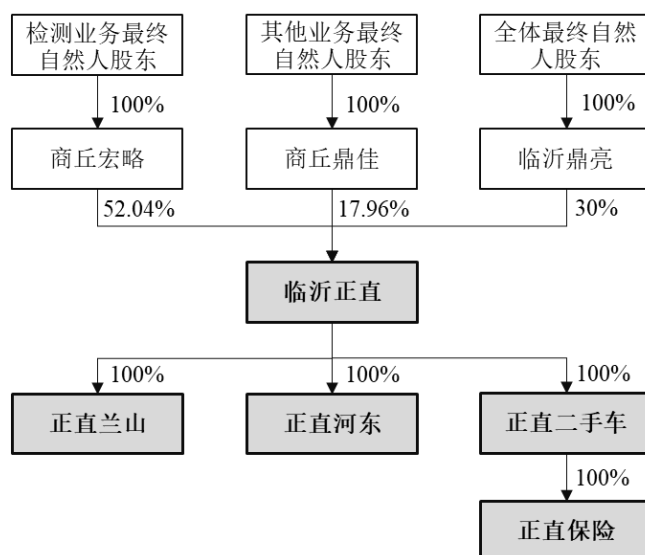 检测业务最终
自然人股东
其他业务最终
自然人股东
全体最终自然
人股东
100%
100%
100%
商丘宏略
商丘鼎佳
临沂鼎亮
52.04%
17.96%
30%
临沂正直
100%
100%
100%
正直兰山
正直河东
正直二手车
100%
正直保险